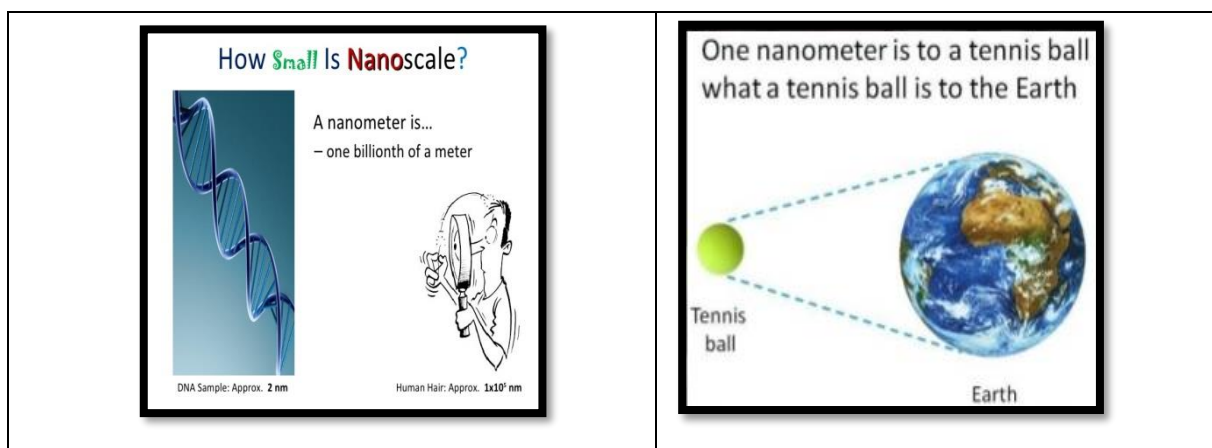 How Small Is Nanoscale?
A nanometer is...
– one billionth of a meter
DNA Sample: Approx. 2 nm
Human Hair: Approx. 1x10⁵ nm
One nanometer is to a tennis ball
what a tennis ball is to the Earth
Tennis
ball
Earth